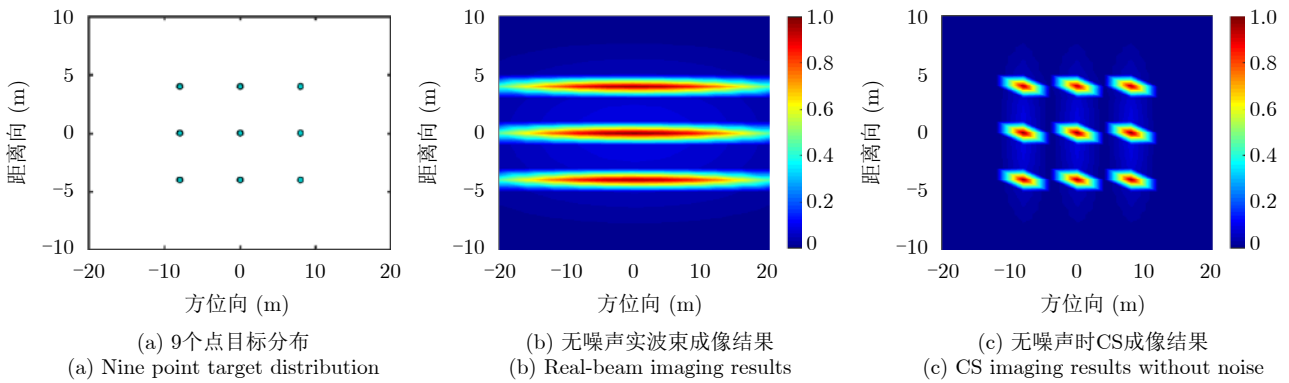 10
5
0
−5
−10
距离向 (m)
−20 −10 0 10 20
方位向 (m)
(a) 9个点目标分布
(a) Nine point target distribution
10
5
0
−5
−10
距离向 (m)
−20 −10 0 10 20
方位向 (m)
1.0
0.8
0.6
0.4
0.2
0
(b) 无噪声实波束成像结果
(b) Real-beam imaging results
10
5
0
−5
−10
距离向 (m)
−20 −10 0 10 20
方位向 (m)
1.0
0.8
0.6
0.4
0.2
0
(c) 无噪声时CS成像结果
(c) CS imaging results without noise